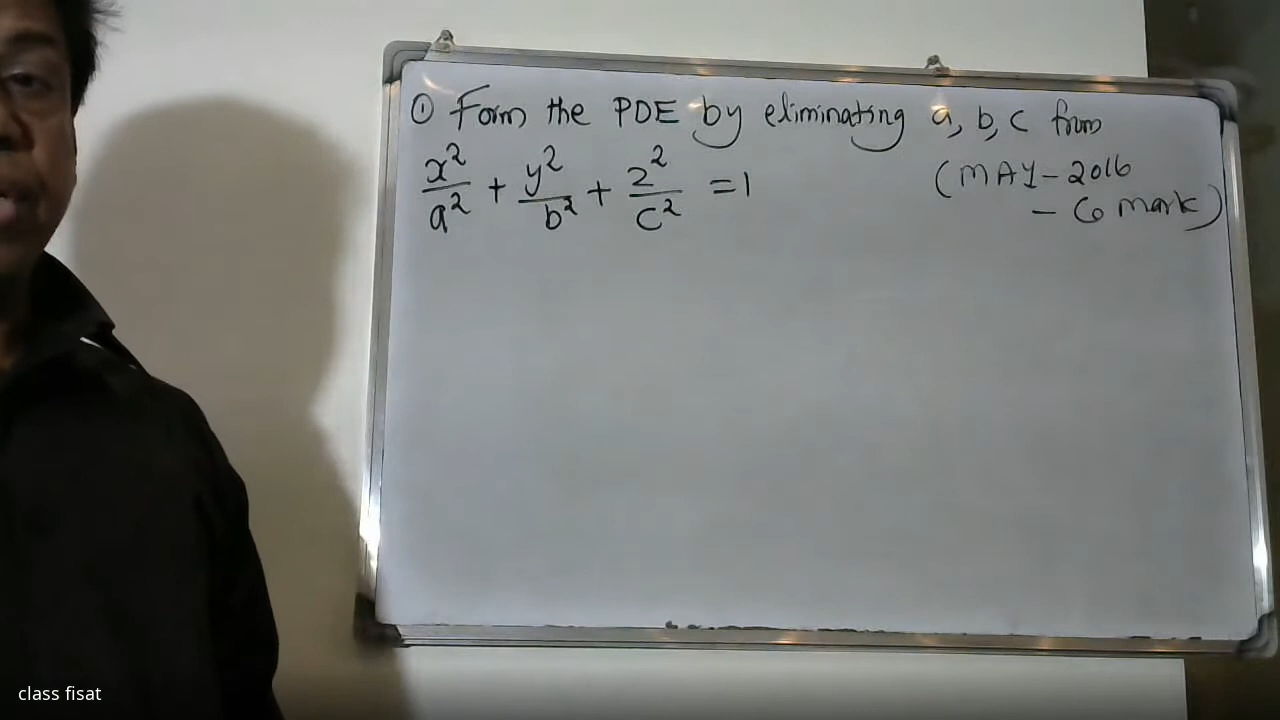 ① Form the PDE by eliminating a, b, c from
x²/a² + y²/b² + z²/c² = 1
(MAY-2016
- 6 mark)
class fisat